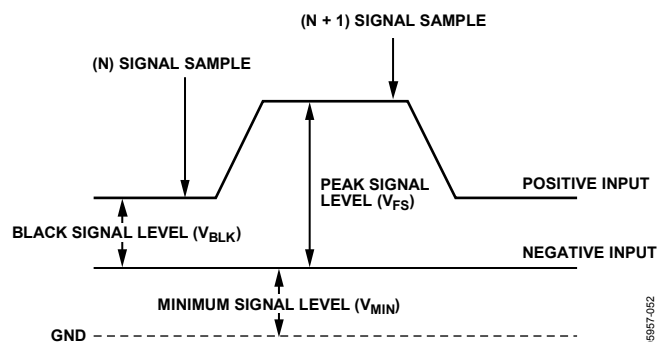 (N + 1) SIGNAL SAMPLE
(N) SIGNAL SAMPLE
PEAK SIGNAL
LEVEL (VFS)
POSITIVE INPUT
BLACK SIGNAL LEVEL (VBLK)
NEGATIVE INPUT
MINIMUM SIGNAL LEVEL (VMIN)
GND
05957-052